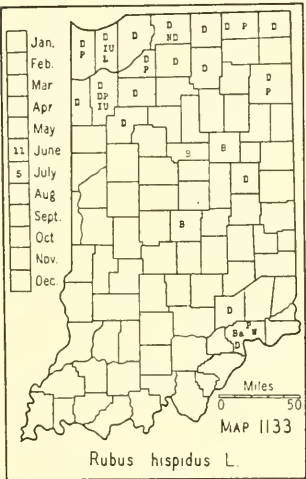 Jan.
Feb.
Mar
Apr
May
11 June
5 July
Aug
Sept.
Oct
Nov.
Dec.
D D D D D D P D
P IU ND
L D D D
P D
D D P
DP
IU
D 9 B
D
B
D
P
Ba W
D
Miles
0 50
MAP 1133
Rubus hispidus L.